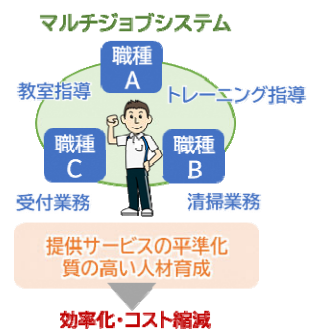 マルチジョブシステム
職種
A
教室指導
トレーニング指導
職種
C
職種
B
受付業務
清掃業務
提供サービスの平準化
質の高い人材育成
効率化・コスト縮減